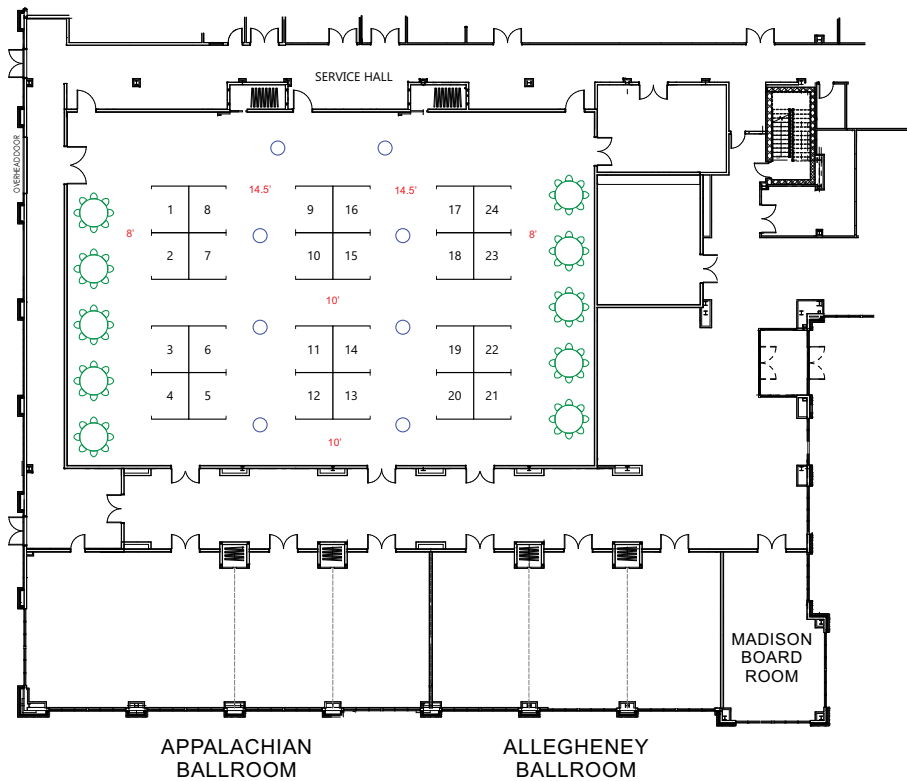 SERVICE HALL
OVERHEAD DOOR
14.5' 14.5'
1 8 9 16 17 24
8' 8'
2 7 10 15 18 23
10'
3 6 11 14 19 22
4 5 12 13 20 21
10'
MADISON
BOARD
ROOM
APPALACHIAN
BALLROOM
ALLEGHENEY
BALLROOM